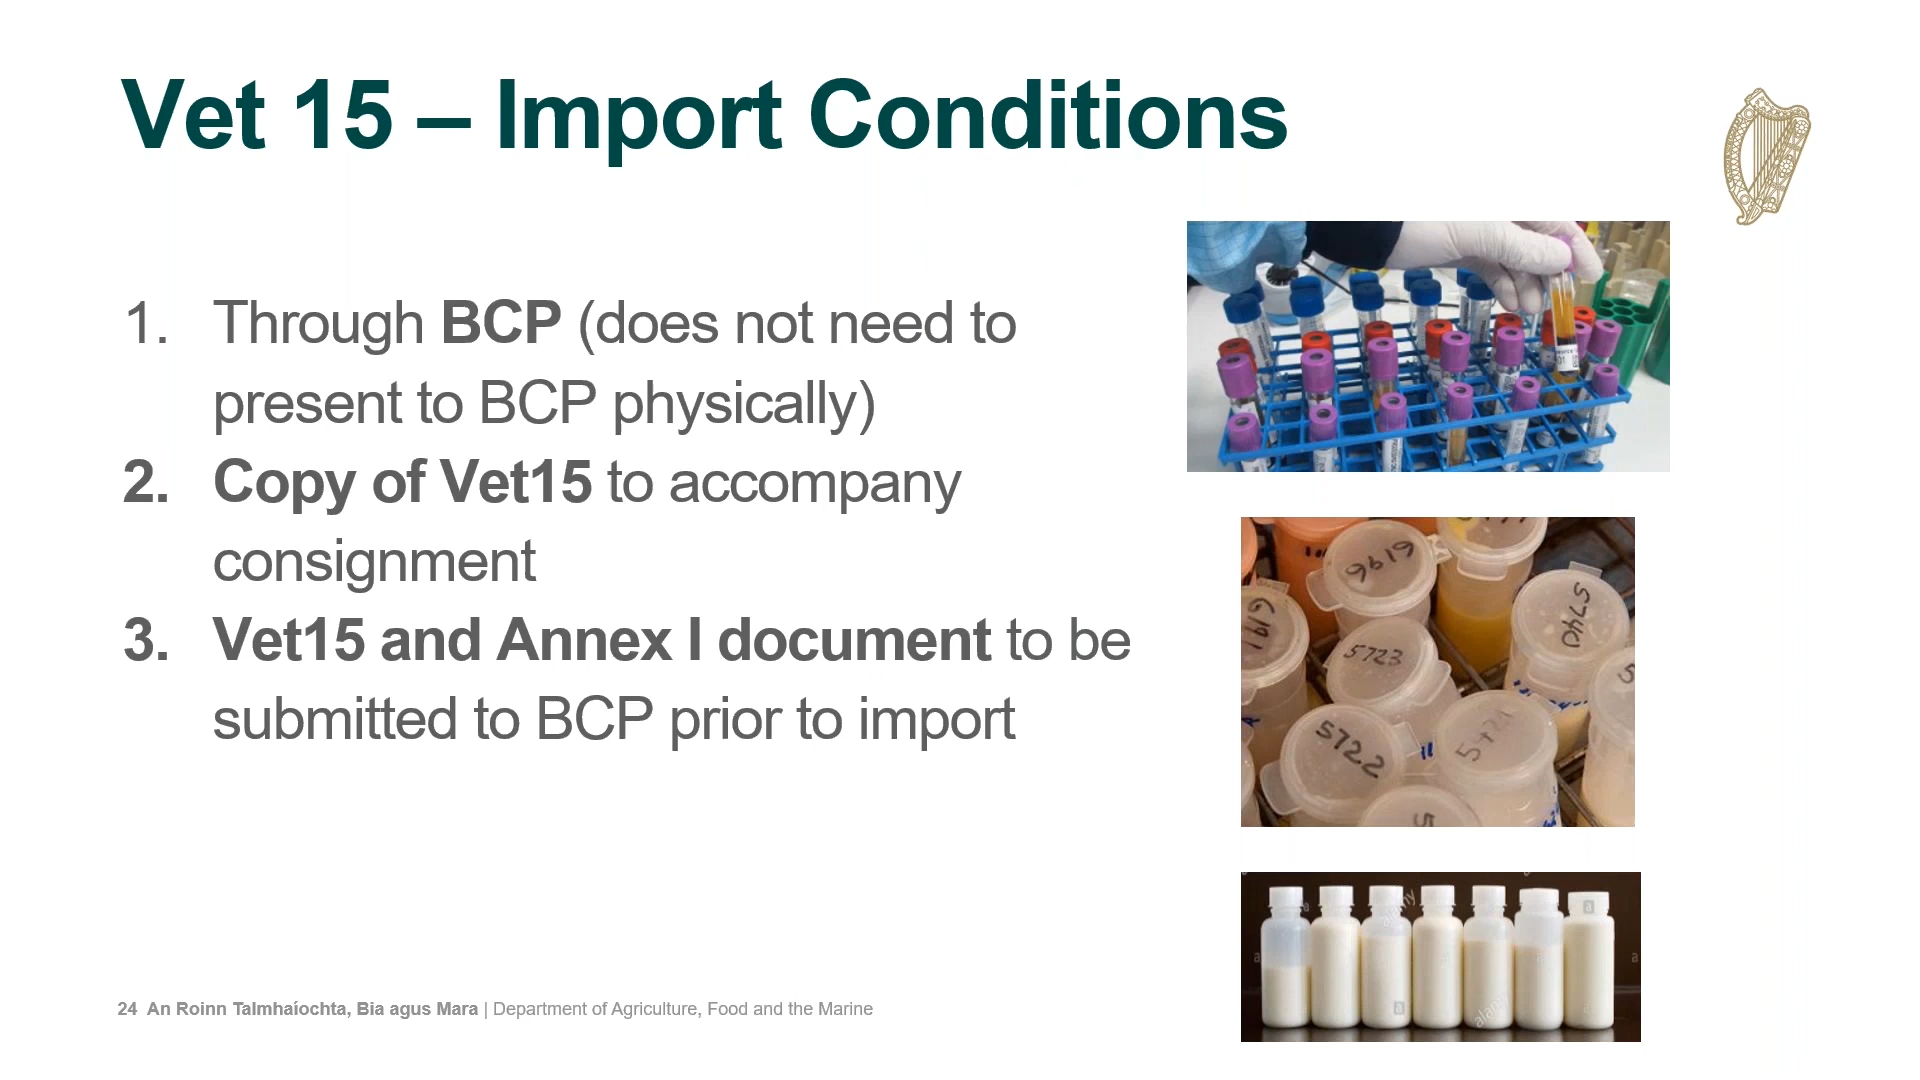 Vet 15 – Import Conditions
1. Through BCP (does not need to
present to BCP physically)
2. Copy of Vet15 to accompany
consignment
3. Vet15 and Annex I document to be
submitted to BCP prior to import
9619
5740
5723
5722
24 An Roinn Talmhaíochta, Bia agus Mara | Department of Agriculture, Food and the Marine
alamy
a